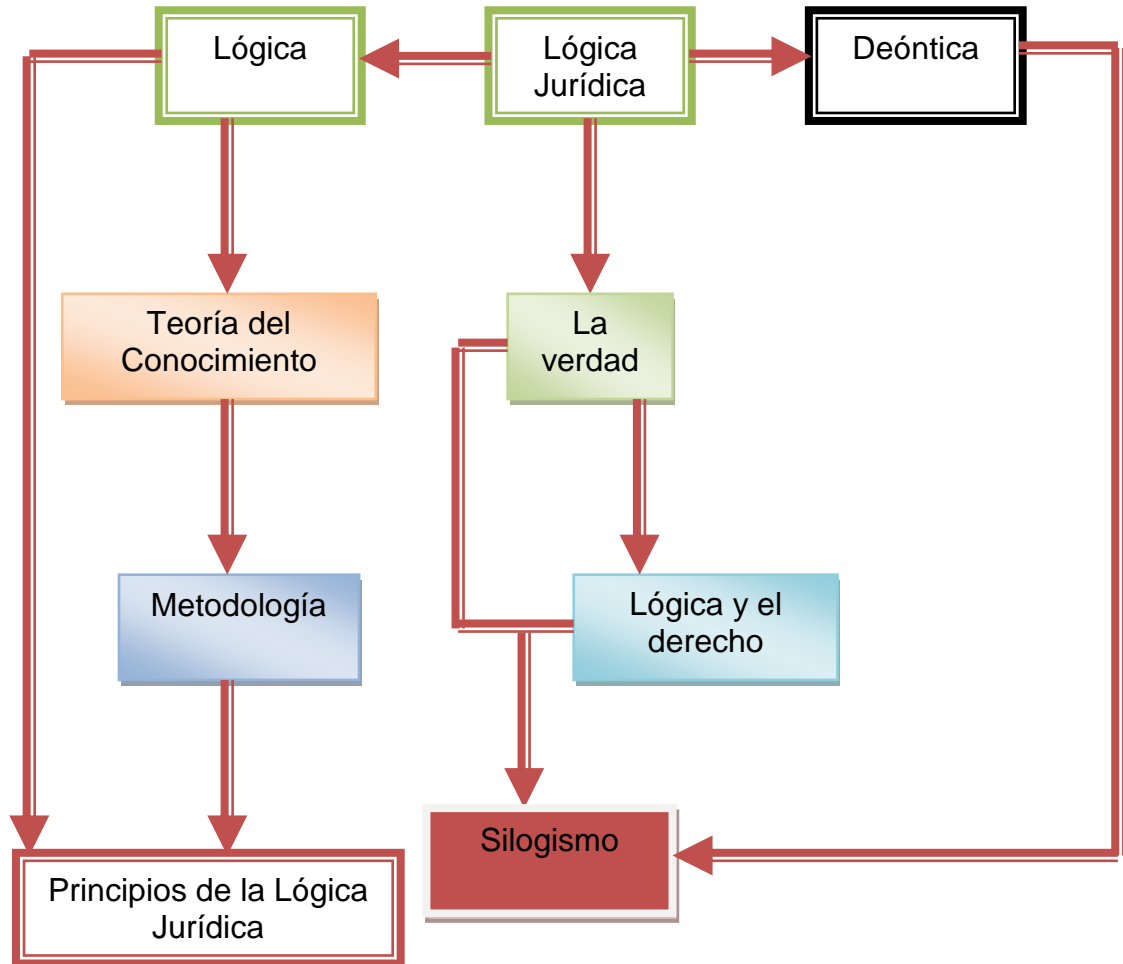 Lógica
Lógica
Jurídica
Deóntica
Teoría del
Conocimiento
La
verdad
Metodología
Lógica y el
derecho
Silogismo
Principios de la Lógica
Jurídica